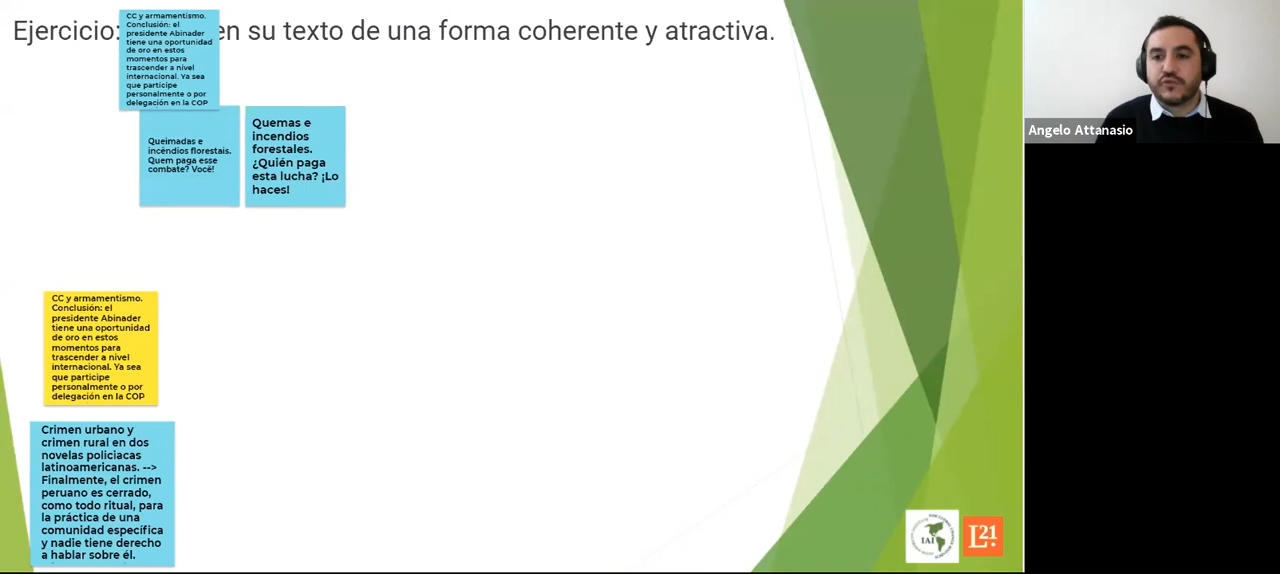 Ejercicio: en su texto de una forma coherente y atractiva.
CC y armamentismo.
Conclusión: el
presidente Abinader
tiene una oportunidad
de oro en estos
momentos para
trascender a nivel
internacional. Ya sea
que participe
personalmente o por
delegación en la COP
Queimadas e
incêndios florestais.
Quem paga esse
combate? Você!
Quemas e
incendios
forestales.
¿Quién paga
esta lucha? ¡Lo
haces!
CC y armamentismo.
Conclusión: el
presidente Abinader
tiene una oportunidad
de oro en estos
momentos para
trascender a nivel
internacional. Ya sea
que participe
personalmente o por
delegación en la COP
Crimen urbano y
crimen rural en dos
novelas policiacas
latinoamericanas. -->
Finalmente, el crimen
peruano es cerrado,
como todo ritual, para
la práctica de una
comunidad específica
y nadie tiene derecho
a hablar sobre él.
Angelo Attanasio
IAI
L21